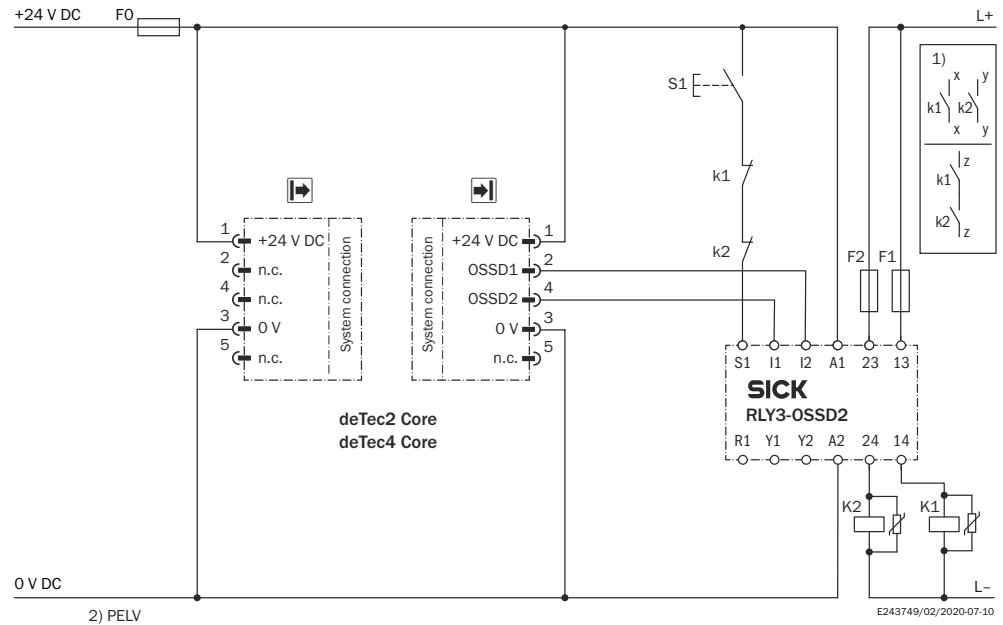 +24 V DC F0 L+
1)
x y
k1 k2
x y
z
k1
k2
z
S1
k1
k2
F2 F1
1 +24 V DC
2 n.c.
4 n.c.
3 0 V
5 n.c.
System connection
System connection
+24 V DC 1
OSSD1 2
OSSD2 4
0 V 3
n.c. 5
deTec2 Core
deTec4 Core
S1 I1 I2 A1 23 13
SICK
RLY3-OSSD2
R1 Y1 Y2 A2 24 14
K2 K1
0 V DC L–
2) PELV
E243749/02/2020-07-10